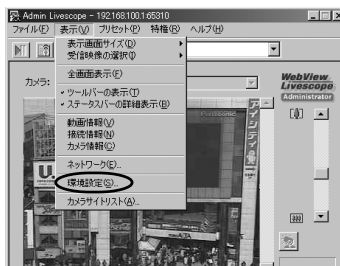 Admin Livescope - 192.168.100.1:65310
ファイル(F) 表示(V) プリセット(P) 特権(R) ヘルプ(H)
表示画面サイズ(D)
受信映像の選択(I)
全画面表示(F)
ツールバーの表示(T)
ステータスバーの詳細表示(B)
動画情報(V)
接続情報(N)
カメラ情報(C)
ネットワーク(E)...
環境設定(S)...
カメラサイトリスト(A)...
カメラ:
WebView
Livescope
Administrator
アイシティ